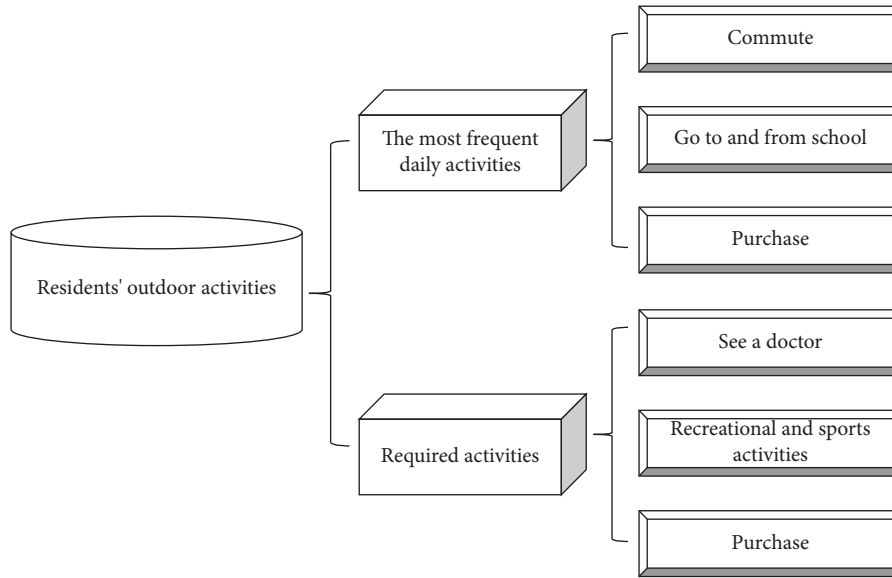 Commute
The most frequent
daily activities
Go to and from school
Purchase
Residents' outdoor activities
See a doctor
Required activities
Recreational and sports
activities
Purchase